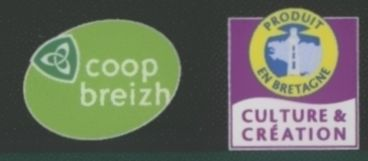 coop
breizh
PRODUIT
EN BRETAGNE
CULTURE &
CRÉATION